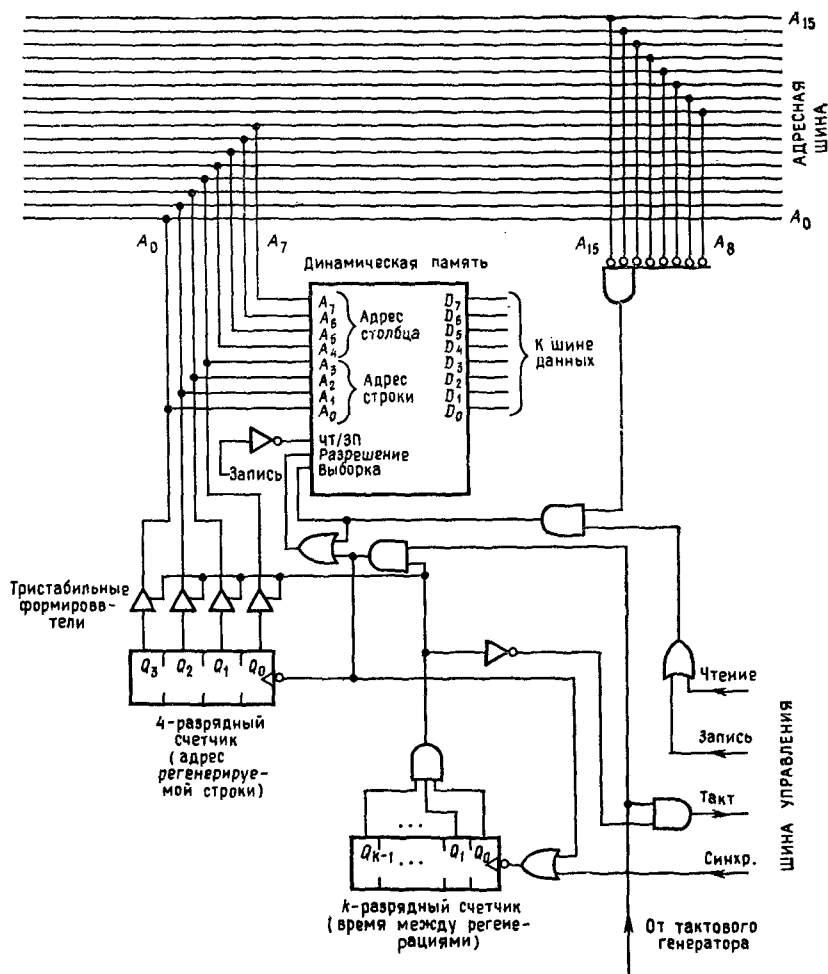 A15
АДРЕСНАЯ
ШИНА
A0
A0
A7
A15
A8
Динамическая память
A7
A6
A5
A4
A3
A2
A1
A0
Адрес
столбца
Адрес
строки
D7
D6
D5
D4
D3
D2
D1
D0
К шине
данных
ЧТ/ЗП
Разрешение
Выборка
Запись
Тристабильные
формирова-
тели
Q3 Q2 Q1 Q0
4-разрядный
счетчик
(адрес
регенерируе-
мой строки)
Чтение
Запись
Такт
Синхр.
ШИНА УПРАВЛЕНИЯ
...
Qк-1 ... Q1 Q0
k-разрядный счетчик
(время между регене-
рациями)
От тактового
генератора